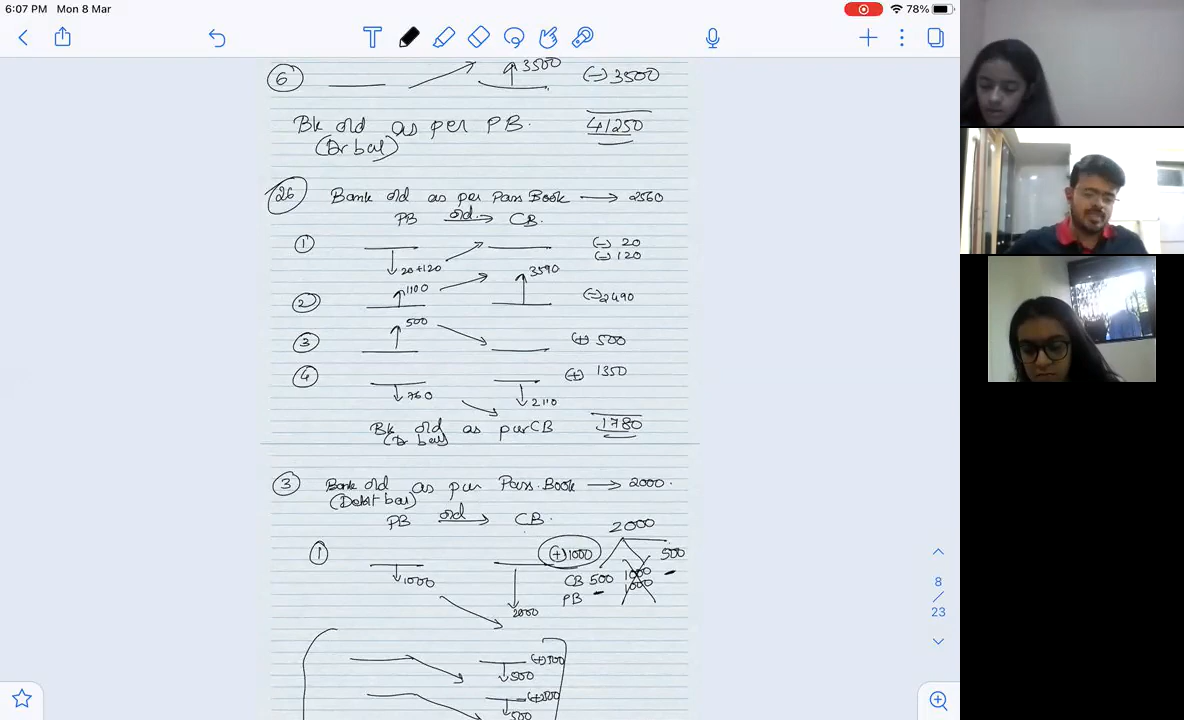 6:07 PM Mon 8 Mar
78%
T
6 ↑3500 (-) 3500
Bk od as per PB. 41250
(Dr bal)
26 Bank od as per Pass Book → 2560
PB od → CB.
1 (-) 20
20+120 (-) 120
2 1100 3590 (-) 2490
3 500 (+) 500
4 760 2110 (+) 1350
Bk od as per CB 1780
(Dr bal)
3 Bank od as per Pass Book → 2000.
(Debit bal)
PB od → CB.
2000
1 (+) 1000 500
1000 2000 CB 500 1000
PB - 1000 -
(+) 500
500
(+) 500
500
8
/
23